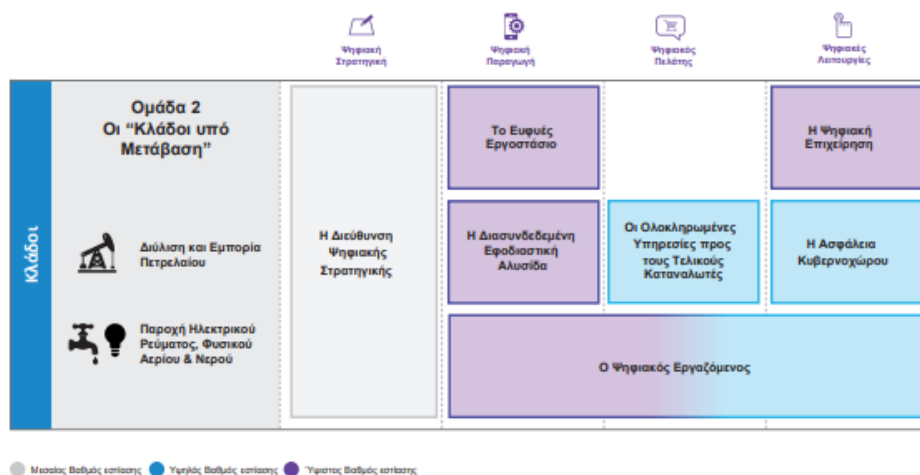 Ψηφιακή
Στρατηγική
Ψηφιακή
Παραγωγή
Ψηφιακός
Πελάτης
Ψηφιακές
Λειτουργίες
Κλάδοι
Ομάδα 2
Οι “Κλάδοι υπό
Μετάβαση”
Διύλιση και Εμπορία
Πετρελαίου
Παροχή Ηλεκτρικού
Ρεύματος, Φυσικού
Αερίου & Νερού
Η Διεύθυνση
Ψηφιακής
Στρατηγικής
Το Ευφυές
Εργοστάσιο
Η Διασυνδεδεμένη
Εφοδιαστική
Αλυσίδα
Οι Ολοκληρωμένες
Υπηρεσίες προς
τους Τελικούς
Καταναλωτές
Η Ψηφιακή
Επιχείρηση
Η Ασφάλεια
Κυβερνοχώρου
Ο Ψηφιακός Εργαζόμενος
Μεσαίος Βαθμός εστίασης
Υψηλός Βαθμός εστίασης
Ύψιστος Βαθμός εστίασης